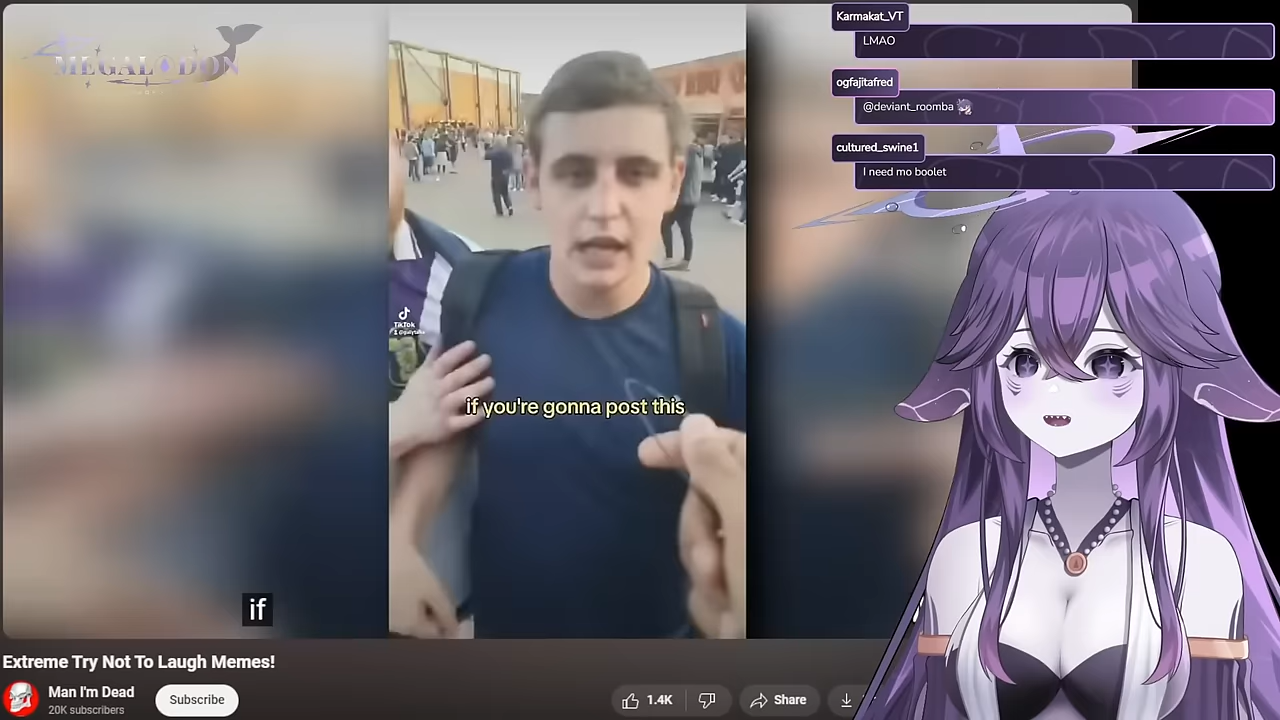 MEGALODON
Karmakat_VT
LMAO
ogfajitafred
@deviant_roomba
cultured_swine1
I need mo boolet
TikTok
if you're gonna post this
if
Extreme Try Not To Laugh Memes!
Man I'm Dead
20K subscribers
Subscribe
1.4K
Share